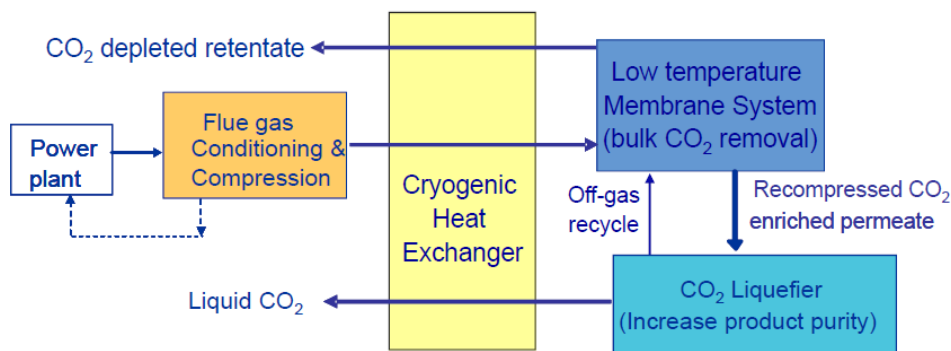 CO₂ depleted retentate
Low temperature
Membrane System
(bulk CO₂ removal)
Flue gas
Conditioning &
Compression
Power
plant
Cryogenic
Heat
Exchanger
Off-gas
recycle
Recompressed CO₂
enriched permeate
Liquid CO₂
CO₂ Liquefier
(Increase product purity)